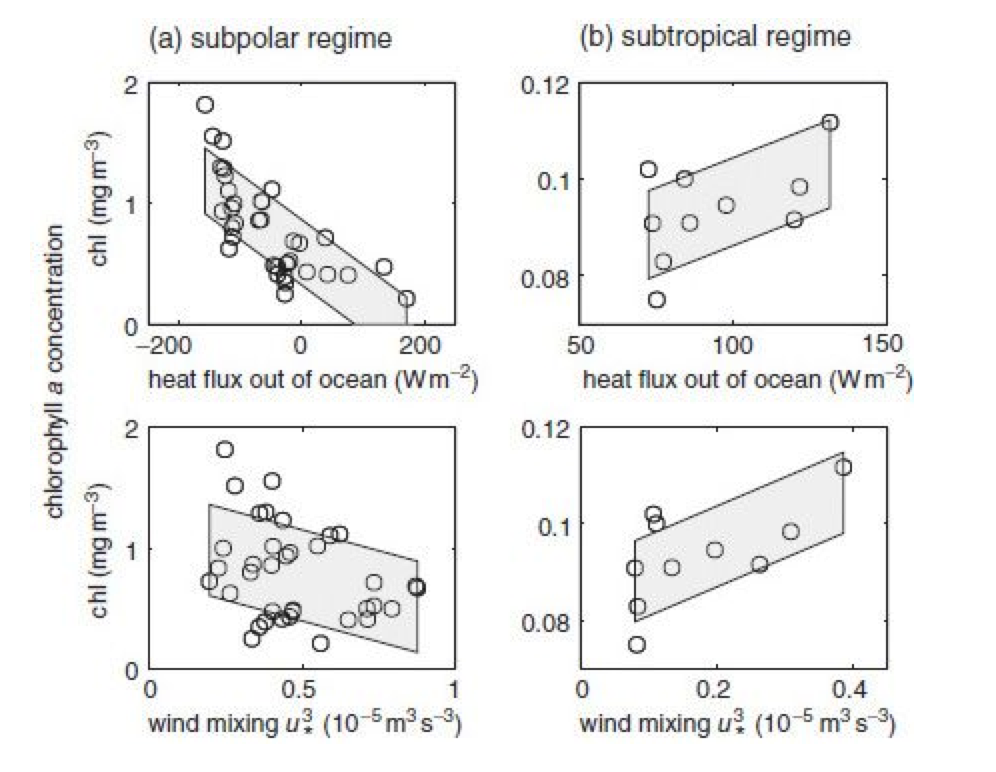 (a) subpolar regime
(b) subtropical regime
chlorophyll a concentration
chl (mg m⁻³)
2
1
0
−200 0 200
heat flux out of ocean (W m⁻²)
0.12
0.1
0.08
50 100 150
heat flux out of ocean (W m⁻²)
chl (mg m⁻³)
2
1
0
0 0.5 1
wind mixing u³* (10⁻⁵ m³ s⁻³)
0.12
0.1
0.08
0 0.2 0.4
wind mixing u³* (10⁻⁵ m³ s⁻³)